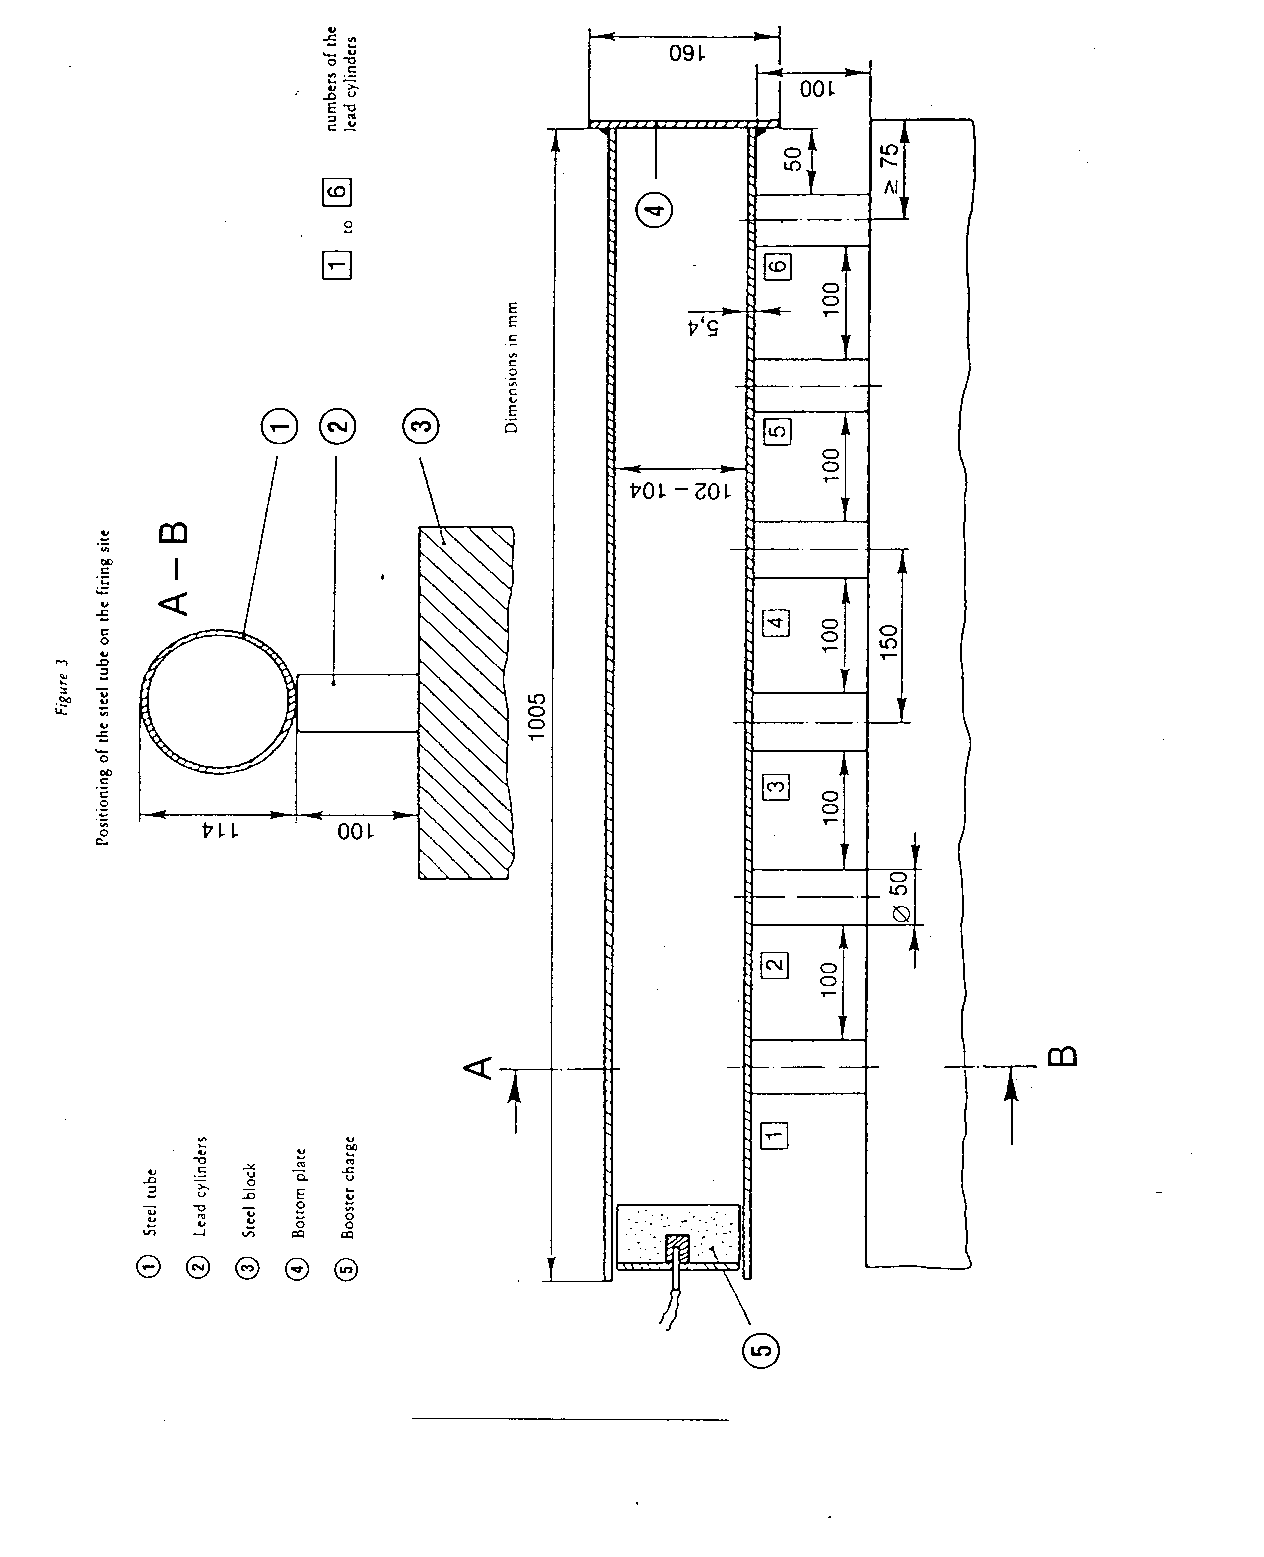 Figure 3
Positioning of the steel tube on the firing site
1 Steel tube
2 Lead cylinders
3 Steel block
4 Bottom plate
5 Booster charge
A – B
114
100
1
2
3
1 to 6
numbers of the
lead cylinders
Dimensions in mm
1005
160
A
4
5,4
102 – 104
50
100
5
1
2
3
4
5
6
100
100
100
100
100
Ø 50
150
≥ 75
B